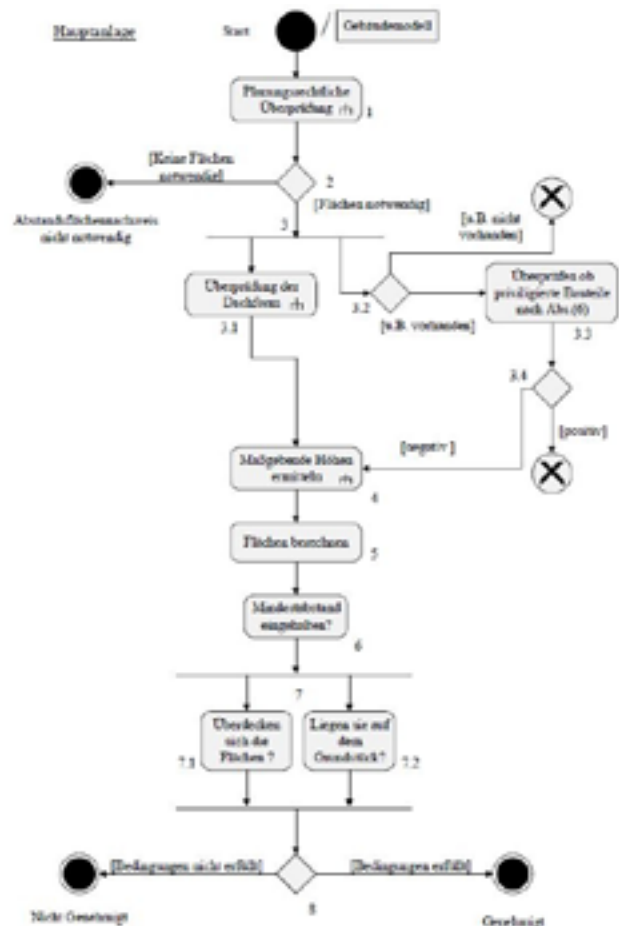 Hauptanlage
Start
Gebäudemodell
Planungsrechtliche
Überprüfung
1
[Keine Flächen
notwendig]
2
[Flächen notwendig]
Abstandsflächennachweis
nicht notwendig
3
[u.B. nicht
vorhanden]
Überprüfung der
Dachform
3.1
3.2
[u.B. vorhanden]
Überprüfen ob
priviligierte Bauteile
nach Abs.(6)
3.3
3.4
[negativ]
[positiv]
Maßgebende Höhen
ermitteln
4
Flächen berechnen
5
Mindestabstand
eingehalten?
6
7
Überdecken
sich die
Flächen ?
7.1
Liegen sie auf
dem
Grundstück?
7.2
[Bedingungen nicht erfüllt]
[Bedingungen erfüllt]
8
Nicht Genehmigt
Genehmigt